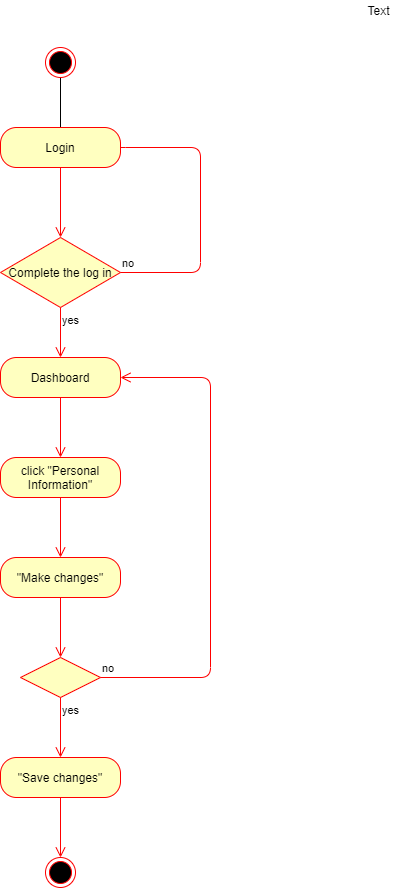 Text
Login
Complete the log in
no
yes
Dashboard
click "Personal
Information"
"Make changes"
no
yes
"Save changes"